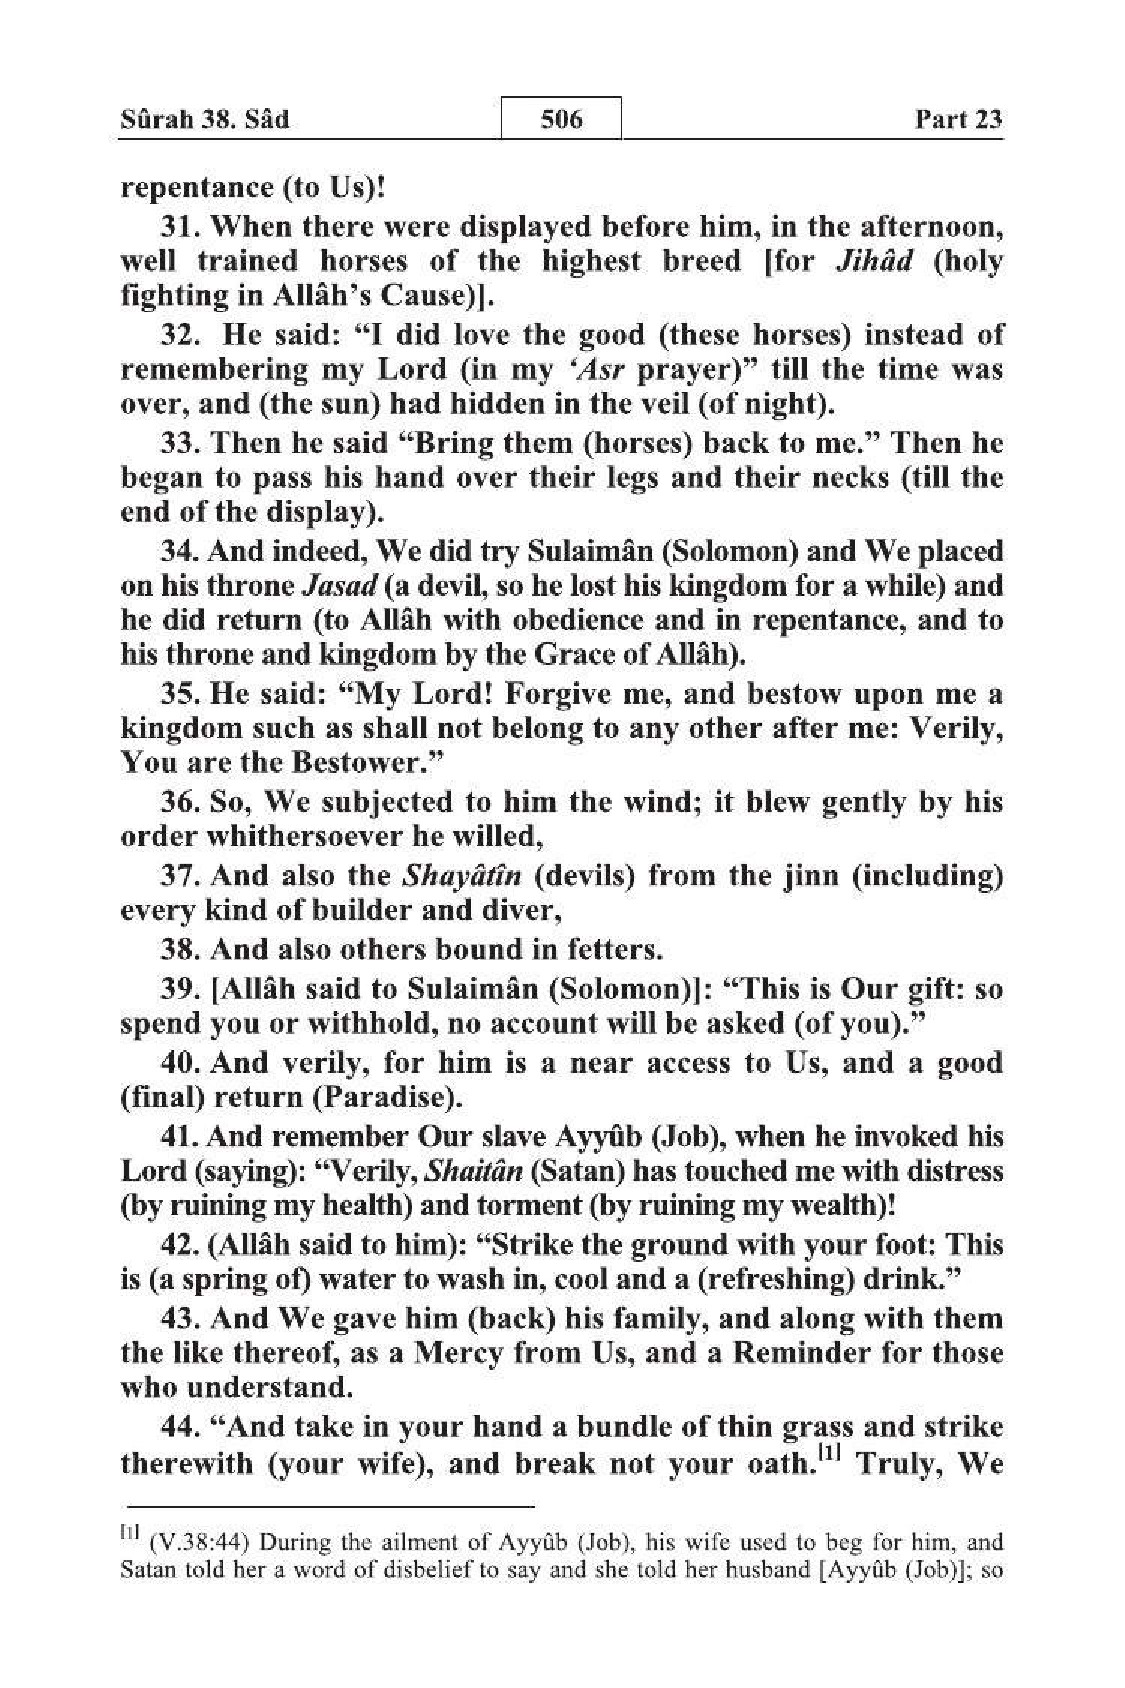 Sûrah 38. Sâd 506 Part 23
repentance (to Us)!
31. When there were displayed before him, in the afternoon,
well trained horses of the highest breed [for Jihâd (holy
fighting in Allâh’s Cause)].
32. He said: “I did love the good (these horses) instead of
remembering my Lord (in my ‘Asr prayer)” till the time was
over, and (the sun) had hidden in the veil (of night).
33. Then he said “Bring them (horses) back to me.” Then he
began to pass his hand over their legs and their necks (till the
end of the display).
34. And indeed, We did try Sulaimân (Solomon) and We placed
on his throne Jasad (a devil, so he lost his kingdom for a while) and
he did return (to Allâh with obedience and in repentance, and to
his throne and kingdom by the Grace of Allâh).
35. He said: “My Lord! Forgive me, and bestow upon me a
kingdom such as shall not belong to any other after me: Verily,
You are the Bestower.”
36. So, We subjected to him the wind; it blew gently by his
order whithersoever he willed,
37. And also the Shayâtîn (devils) from the jinn (including)
every kind of builder and diver,
38. And also others bound in fetters.
39. [Allâh said to Sulaimân (Solomon)]: “This is Our gift: so
spend you or withhold, no account will be asked (of you).”
40. And verily, for him is a near access to Us, and a good
(final) return (Paradise).
41. And remember Our slave Ayyûb (Job), when he invoked his
Lord (saying): “Verily, Shaitân (Satan) has touched me with distress
(by ruining my health) and torment (by ruining my wealth)!
42. (Allâh said to him): “Strike the ground with your foot: This
is (a spring of) water to wash in, cool and a (refreshing) drink.”
43. And We gave him (back) his family, and along with them
the like thereof, as a Mercy from Us, and a Reminder for those
who understand.
44. “And take in your hand a bundle of thin grass and strike
therewith (your wife), and break not your oath.[1] Truly, We
[1] (V.38:44) During the ailment of Ayyûb (Job), his wife used to beg for him, and
Satan told her a word of disbelief to say and she told her husband [Ayyûb (Job)]; so